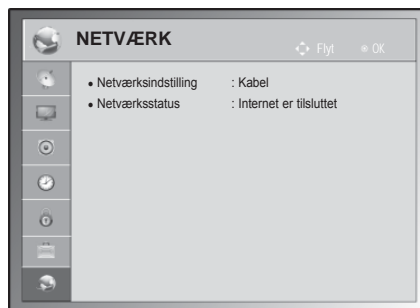 NETVÆRK
Flyt
OK
• Netværksindstilling : Kabel
• Netværksstatus : Internet er tilsluttet